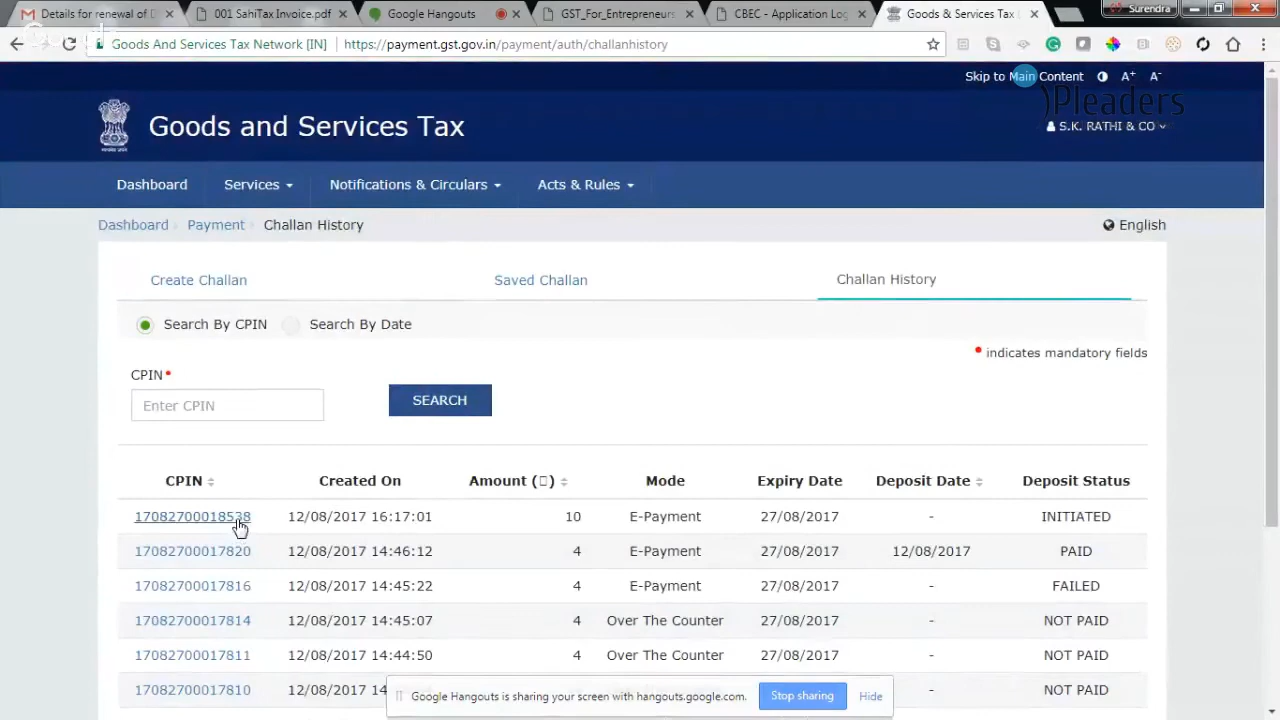 Details for renewal of D
001 SahiTax Invoice.pdf
Google Hangouts
GST_For_Entrepreneurs
CBEC - Application Log
Goods & Services Tax
Surendra
Goods And Services Tax Network [IN]
https://payment.gst.gov.in/payment/auth/challanhistory
Skip to Main Content
A+
A-
)Pleaders
S.K. RATHI & CO
Goods and Services Tax
Dashboard
Services
Notifications & Circulars
Acts & Rules
Dashboard
Payment
Challan History
English
Create Challan
Saved Challan
Challan History
Search By CPIN
Search By Date
• indicates mandatory fields
CPIN•
Enter CPIN
SEARCH
CPIN Created On Amount (▯) Mode Expiry Date Deposit Date Deposit Status
17082700018538 12/08/2017 16:17:01 10 E-Payment 27/08/2017 - INITIATED
17082700017820 12/08/2017 14:46:12 4 E-Payment 27/08/2017 12/08/2017 PAID
17082700017816 12/08/2017 14:45:22 4 E-Payment 27/08/2017 - FAILED
17082700017814 12/08/2017 14:45:07 4 Over The Counter 27/08/2017 - NOT PAID
17082700017811 12/08/2017 14:44:50 4 Over The Counter 27/08/2017 - NOT PAID
17082700017810 12/08/2017 14 NOT PAID
Google Hangouts is sharing your screen with hangouts.google.com.
Stop sharing
Hide